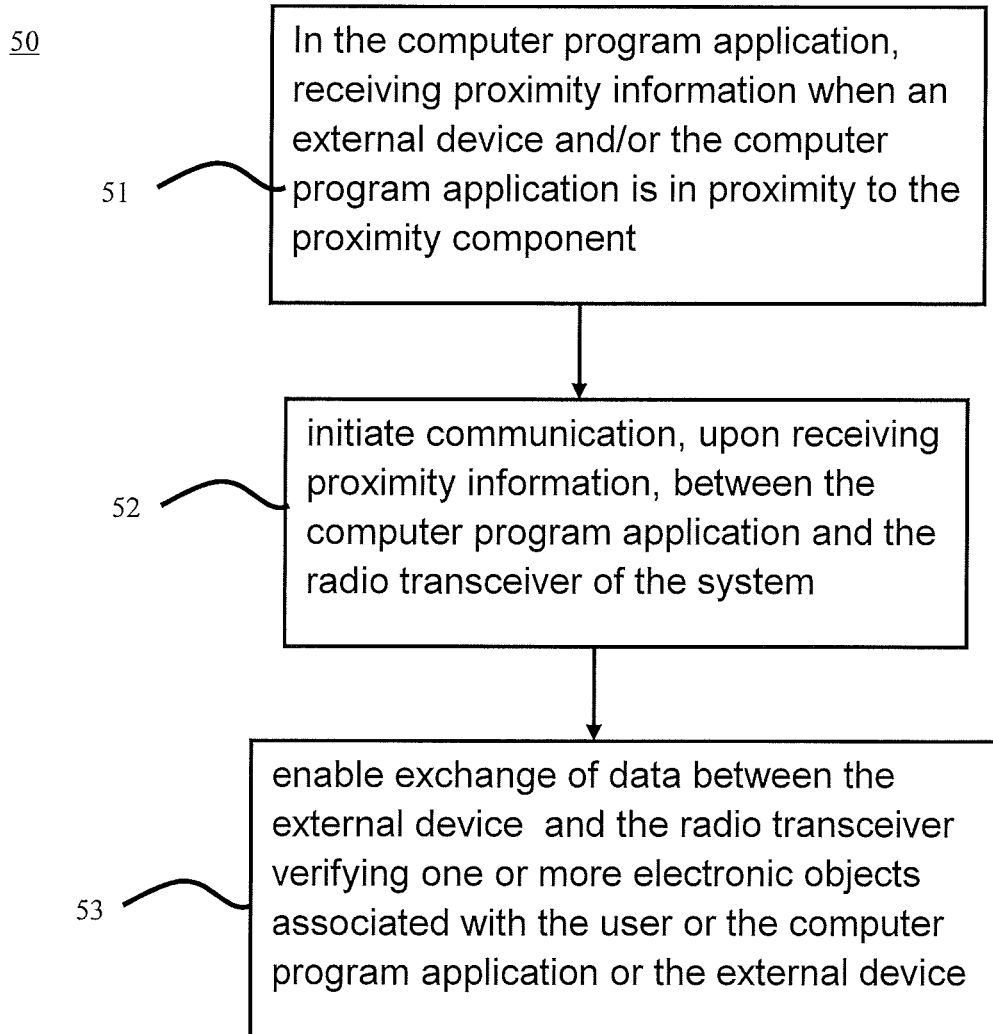 50
In the computer program application,
receiving proximity information when an
external device and/or the computer
program application is in proximity to the
proximity component
51
initiate communication, upon receiving
proximity information, between the
computer program application and the
radio transceiver of the system
52
enable exchange of data between the
external device and the radio transceiver
verifying one or more electronic objects
associated with the user or the computer
program application or the external device
53